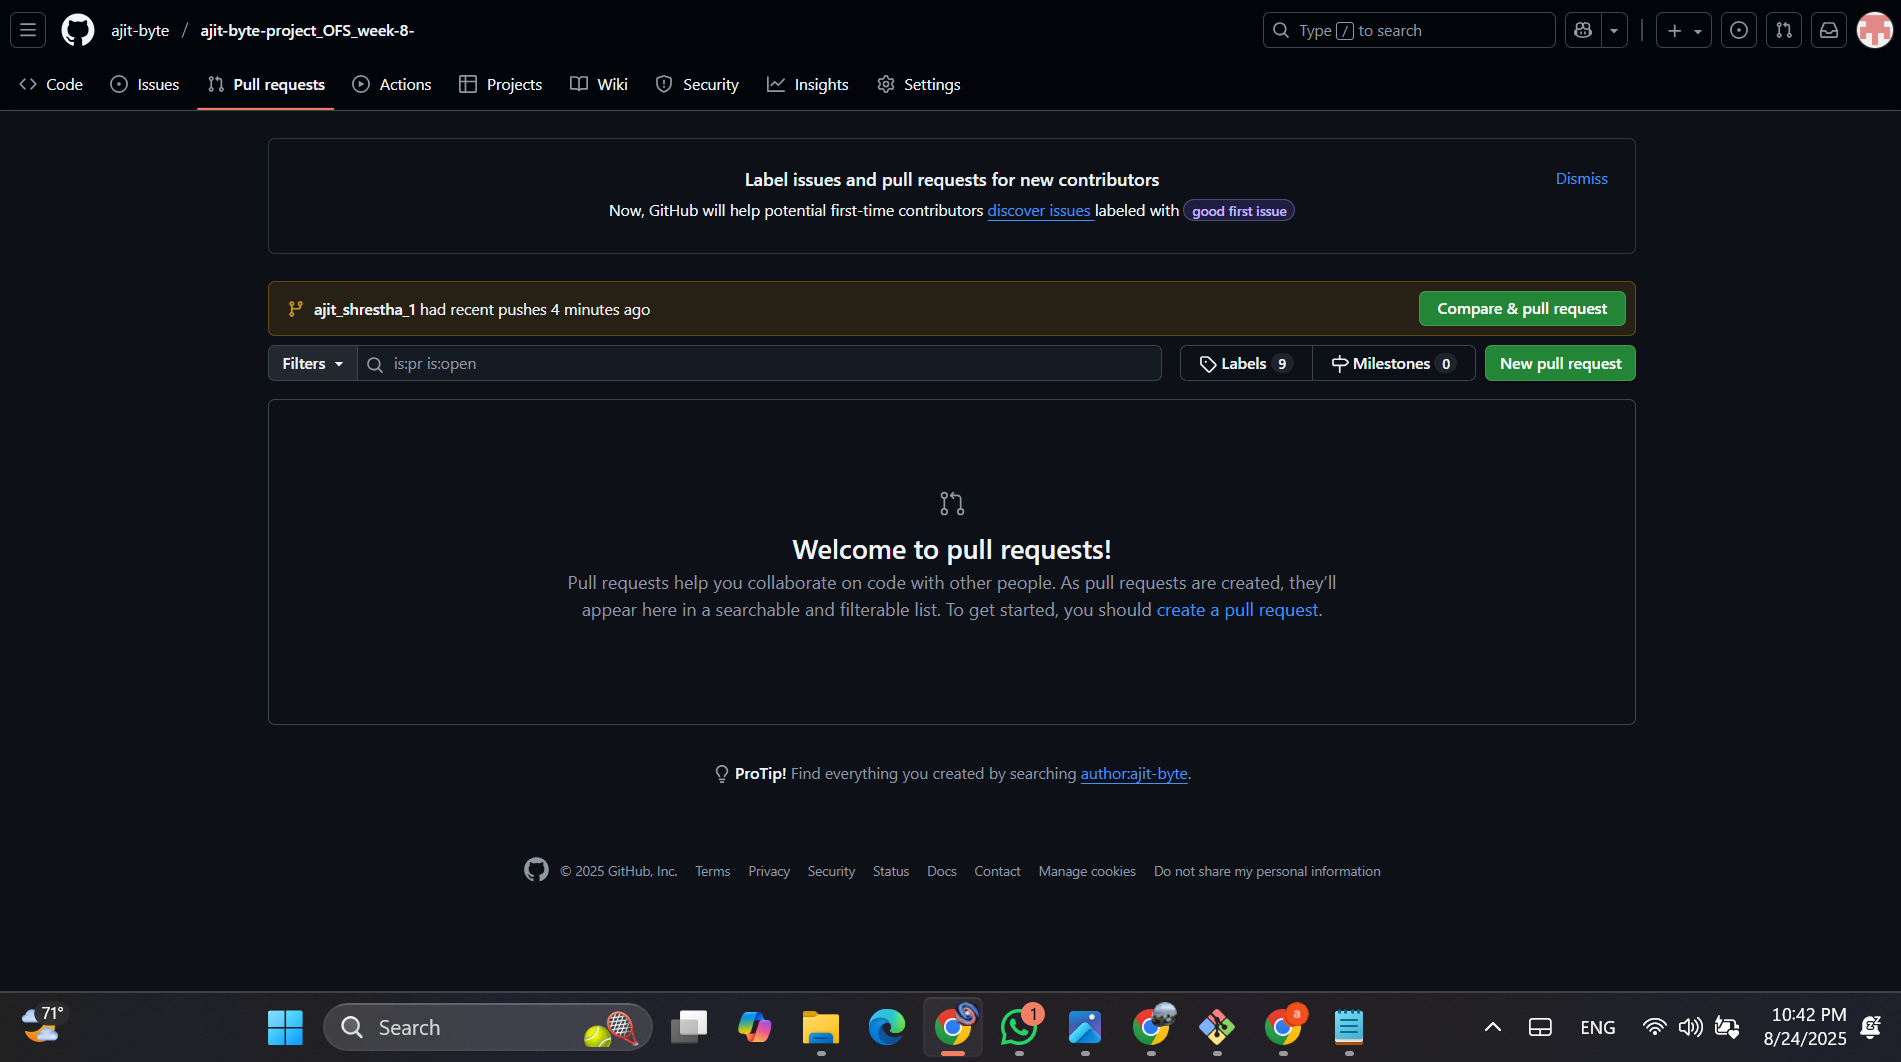 ajit-byte / ajit-byte-project_OFS_week-8-
Type / to search
Code Issues Pull requests Actions Projects Wiki Security Insights Settings
Label issues and pull requests for new contributors
Dismiss
Now, GitHub will help potential first-time contributors discover issues labeled with good first issue
ajit_shrestha_1 had recent pushes 4 minutes ago
Compare & pull request
Filters is:pr is:open Labels 9 Milestones 0 New pull request
Welcome to pull requests!
Pull requests help you collaborate on code with other people. As pull requests are created, they’ll
appear here in a searchable and filterable list. To get started, you should create a pull request.
ProTip! Find everything you created by searching author:ajit-byte.
© 2025 GitHub, Inc. Terms Privacy Security Status Docs Contact Manage cookies Do not share my personal information
71°
Search
1
a
ENG
10:42 PM
8/24/2025